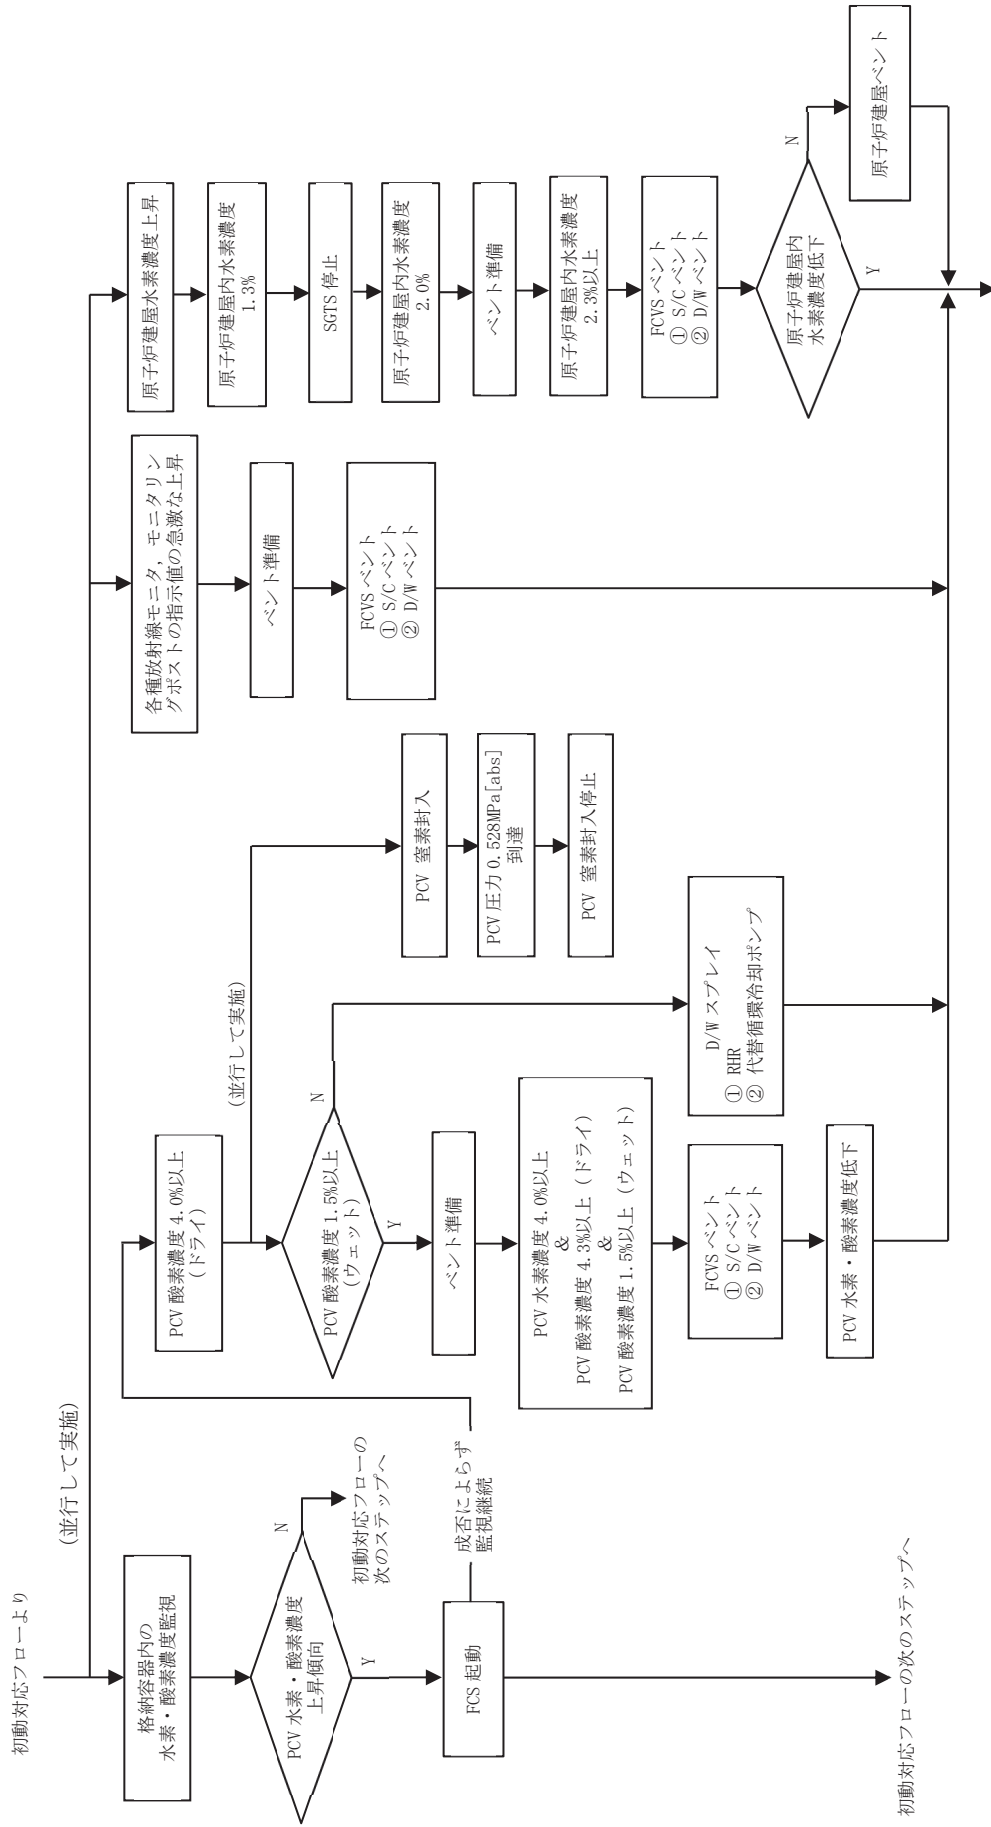 初動対応フローより
(並行して実施)
格納容器内の
水素・酸素濃度監視
PCV 水素・酸素濃度
上昇傾向
N
Y
初動対応フローの
次のステップへ
FCS 起動
成否によらず
監視継続
初動対応フローの次のステップへ
PCV 酸素濃度 4.0%以上
(ドライ)
(並行して実施)
PCV 酸素濃度 1.5%以上
(ウェット)
N
Y
ベント準備
PCV 水素濃度 4.0%以上
&
PCV 酸素濃度 4.3%以上 (ドライ)
&
PCV 酸素濃度 1.5%以上 (ウェット)
FCVS ベント
① S/C ベント
② D/W ベント
PCV 水素・酸素濃度低下
D/W スプレイ
① RHR
② 代替循環冷却ポンプ
PCV 窒素封入
PCV 圧力 0.528MPa[abs]
到達
PCV 窒素封入停止
各種放射線モニタ，モニタリン
グポストの指示値の急激な上昇
ベント準備
FCVS ベント
① S/C ベント
② D/W ベント
原子炉建屋水素濃度上昇
原子炉建屋内水素濃度
1.3%
SGTS 停止
原子炉建屋内水素濃度
2.0%
ベント準備
原子炉建屋内水素濃度
2.3%以上
FCVS ベント
① S/C ベント
② D/W ベント
原子炉建屋内
水素濃度低下
N
Y
原子炉建屋ベント